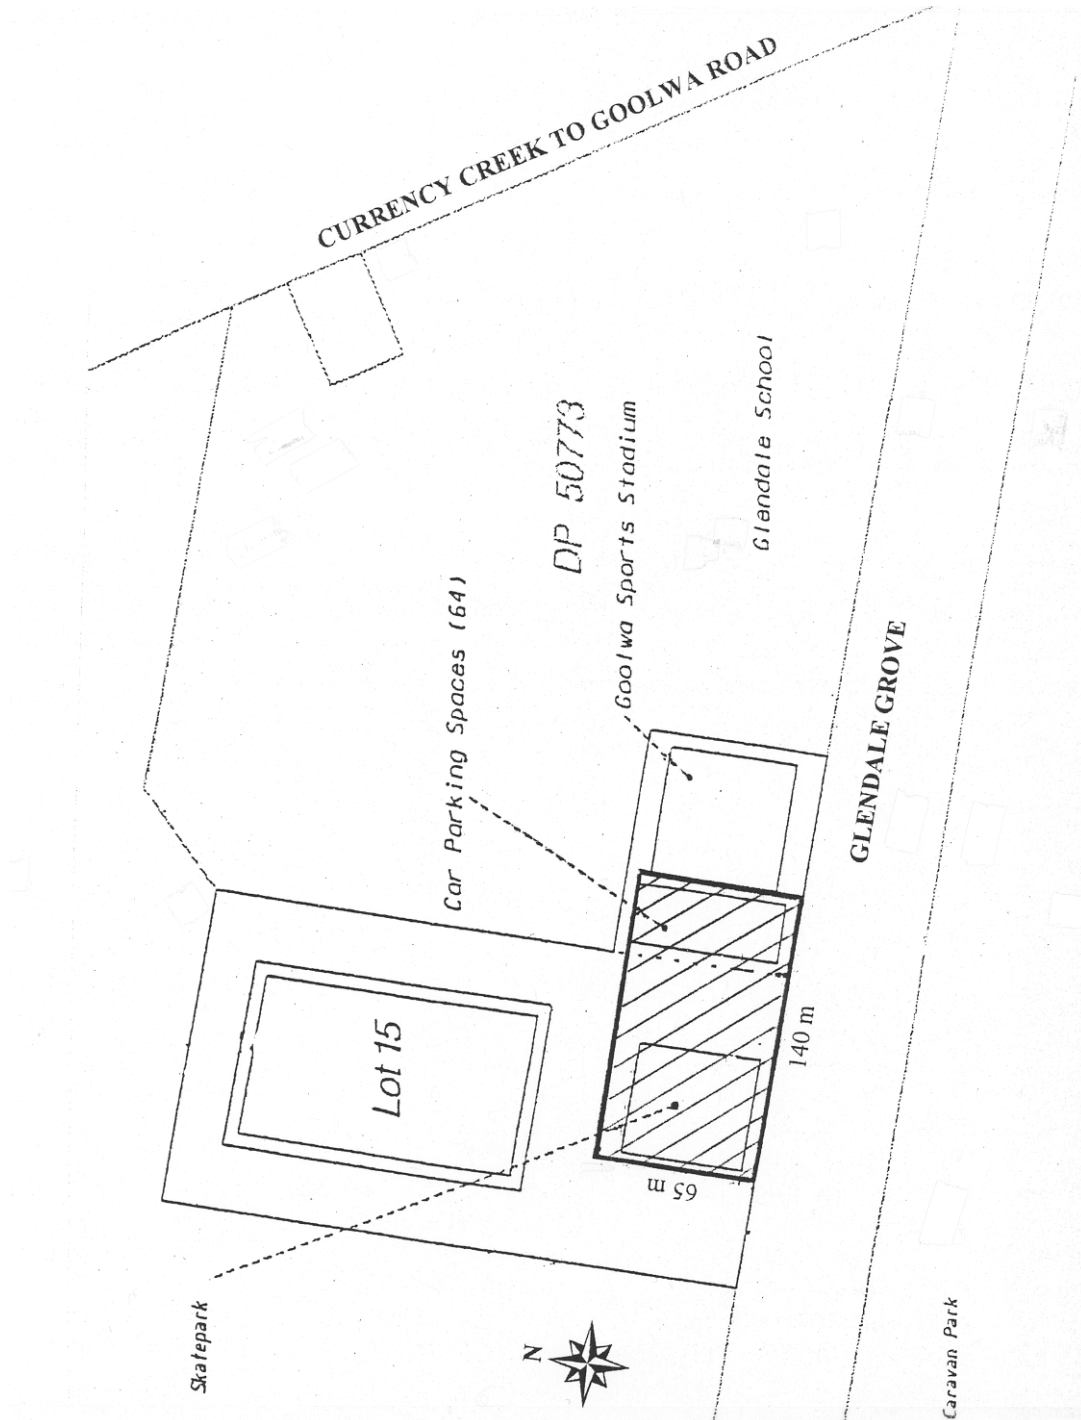 CURRENCY CREEK TO GOOLWA ROAD
DP 50773
Goolwa Sports Stadium
Glendale School
Car Parking Spaces (64)
GLENDALE GROVE
Lot 15
140 m
65 m
Skatepark
N
Caravan Park